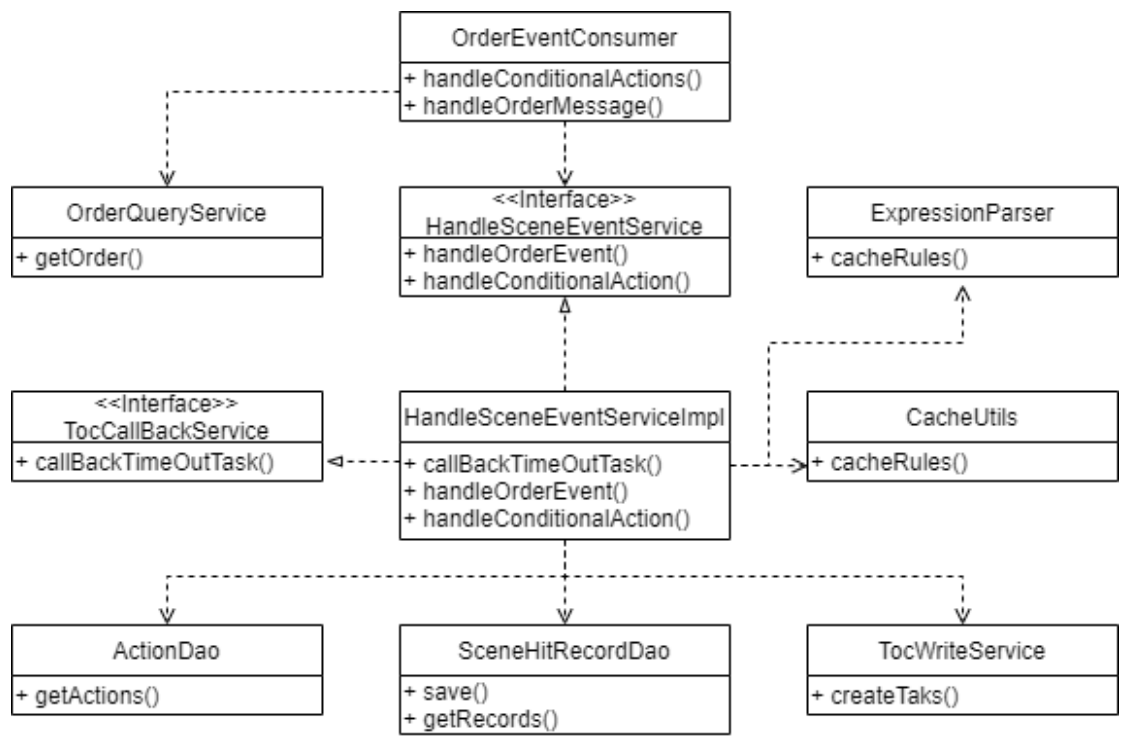 OrderEventConsumer
+ handleConditionalActions()
+ handleOrderMessage()
OrderQueryService
+ getOrder()
<<Interface>>
HandleSceneEventService
+ handleOrderEvent()
+ handleConditionalAction()
ExpressionParser
+ cacheRules()
<<Interface>>
TocCallBackService
+ callBackTimeOutTask()
HandleSceneEventServiceImpl
+ callBackTimeOutTask()
+ handleOrderEvent()
+ handleConditionalAction()
CacheUtils
+ cacheRules()
ActionDao
+ getActions()
SceneHitRecordDao
+ save()
+ getRecords()
TocWriteService
+ createTaks()